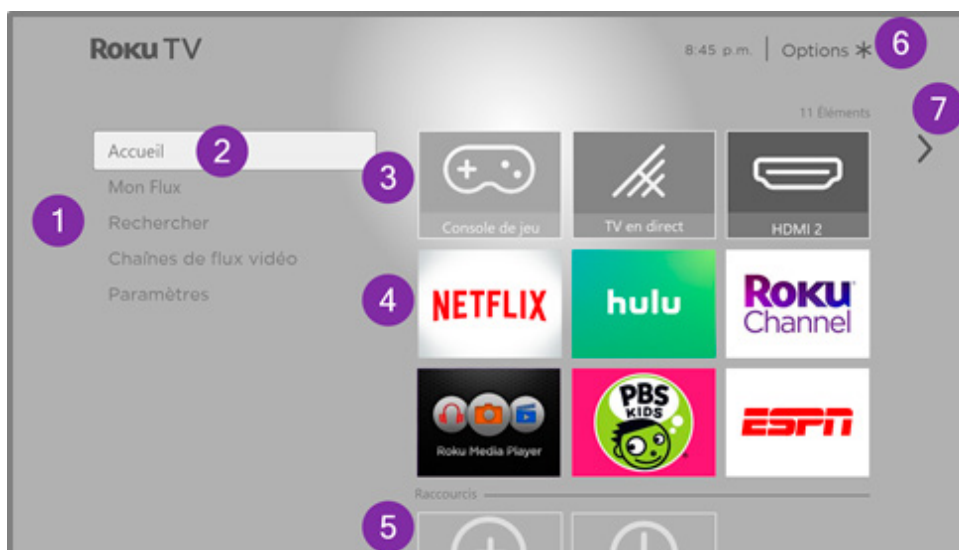 Roku TV
8:45 p.m. | Options
6
7
11 Éléments
Accueil
2
Mon Flux
1
Rechercher
Chaînes de flux vidéo
Paramètres
3
Console de jeu
TV en direct
HDMI 2
4
NETFLIX
hulu
Roku
Channel
Roku Media Player
PBS
KIDS
ESPN
Raccourcis
5